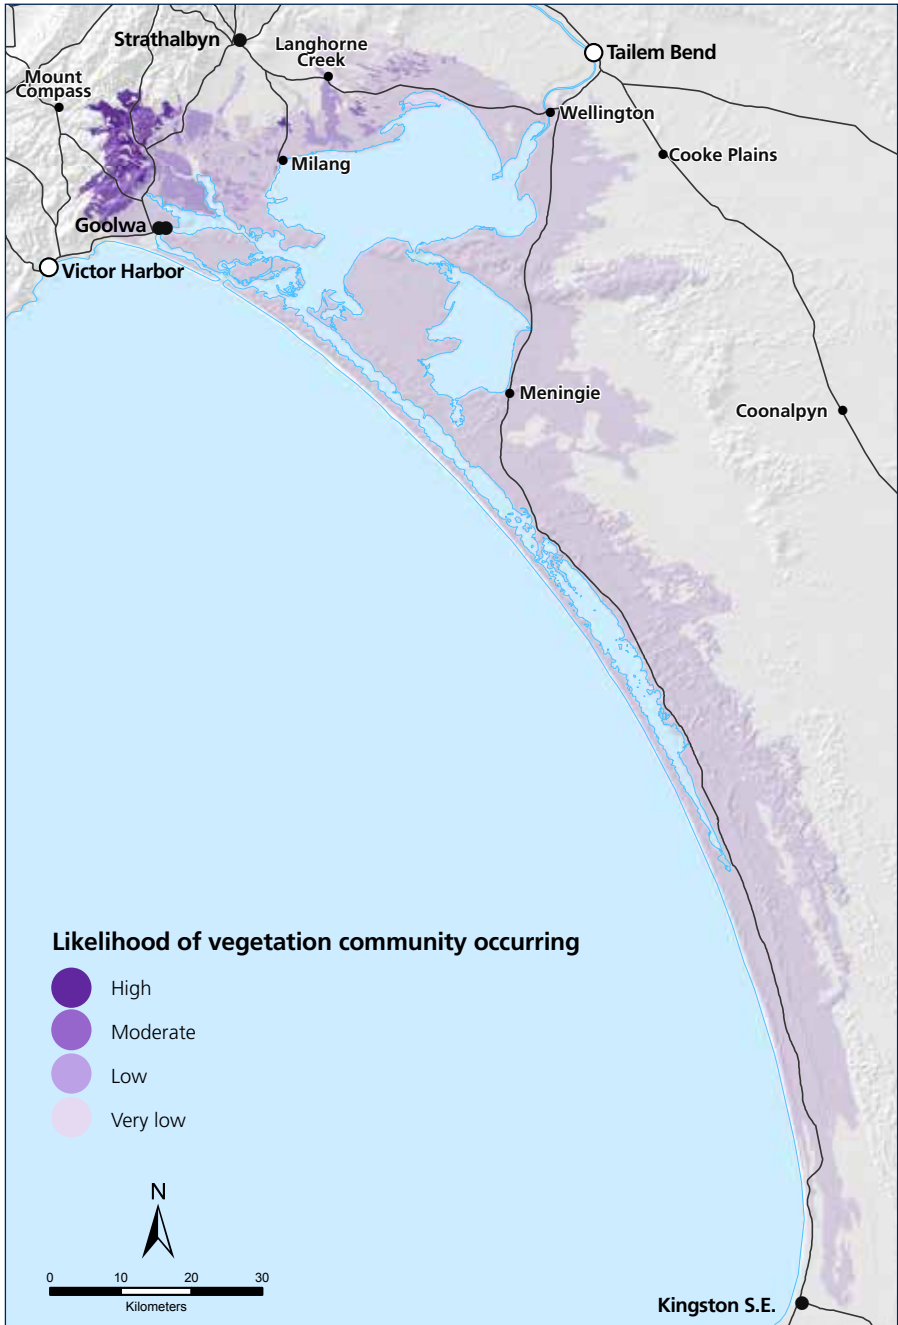 Strathalbyn
Langhorne
Creek
Tailem Bend
Mount
Compass
Wellington
Milang
Cooke Plains
Goolwa
Victor Harbor
Meningie
Coonalpyn
Likelihood of vegetation community occurring
High
Moderate
Low
Very low
N
0 10 20 30
Kilometers
Kingston S.E.